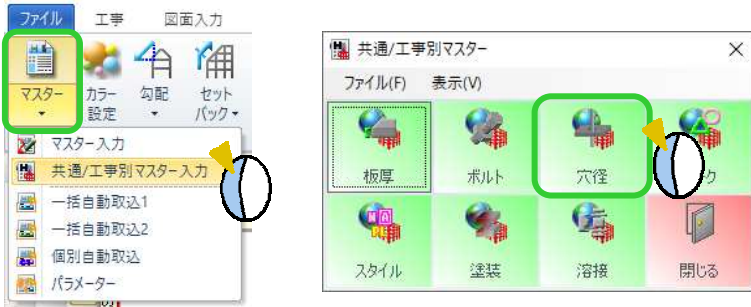 ファイル 工事 図面入力
マスター カラー設定 勾配 セットバック
マスター入力
共通/工事別マスター入力
一括自動取込1
一括自動取込2
個別自動取込
パラメーター
共通/工事別マスター
ファイル(F) 表示(V)
板厚 ボルト 穴径
スタイル 塗装 溶接 閉じる